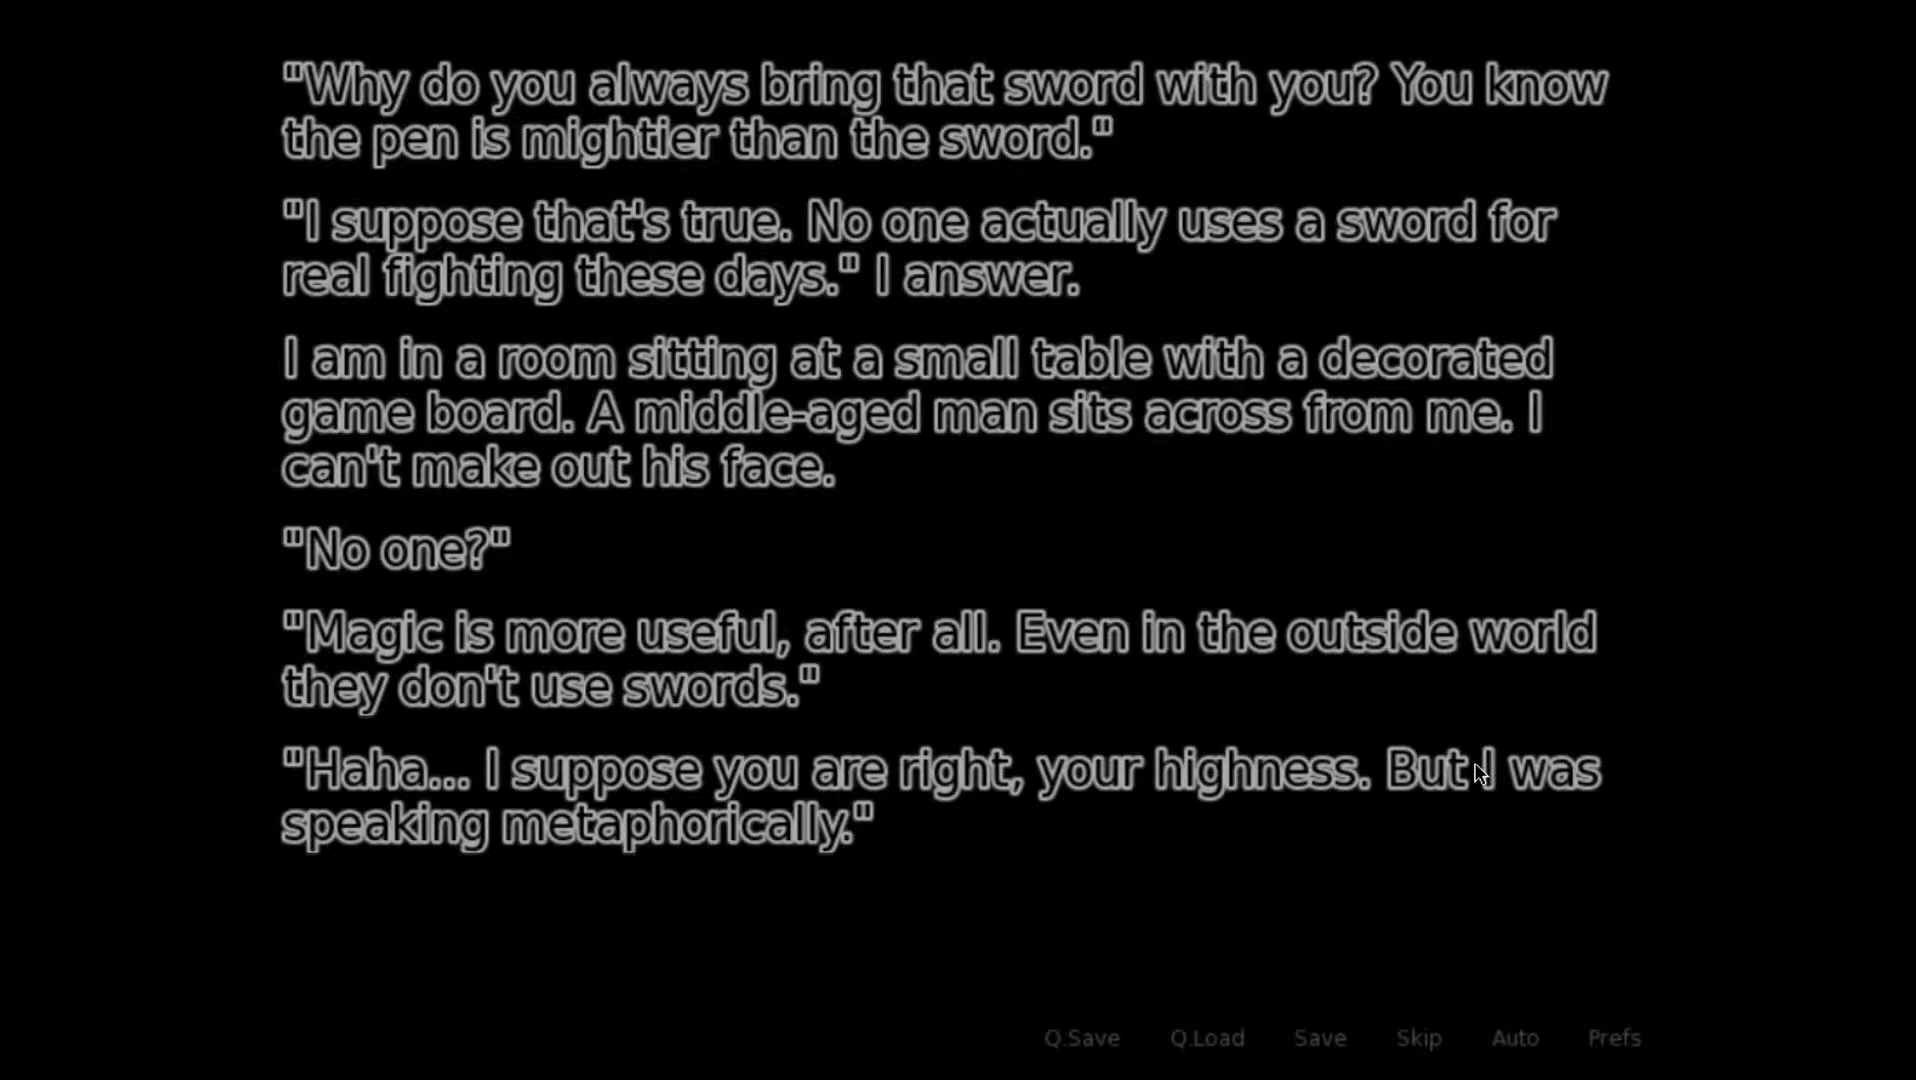 "Why do you always bring that sword with you? You know
the pen is mightier than the sword."
"I suppose that's true. No one actually uses a sword for
real fighting these days." I answer.
I am in a room sitting at a small table with a decorated
game board. A middle-aged man sits across from me. I
can't make out his face.
"No one?"
"Magic is more useful, after all. Even in the outside world
they don't use swords."
"Haha... I suppose you are right, your highness. But I was
speaking metaphorically."
Q.Save Q.Load Save Skip Auto Prefs